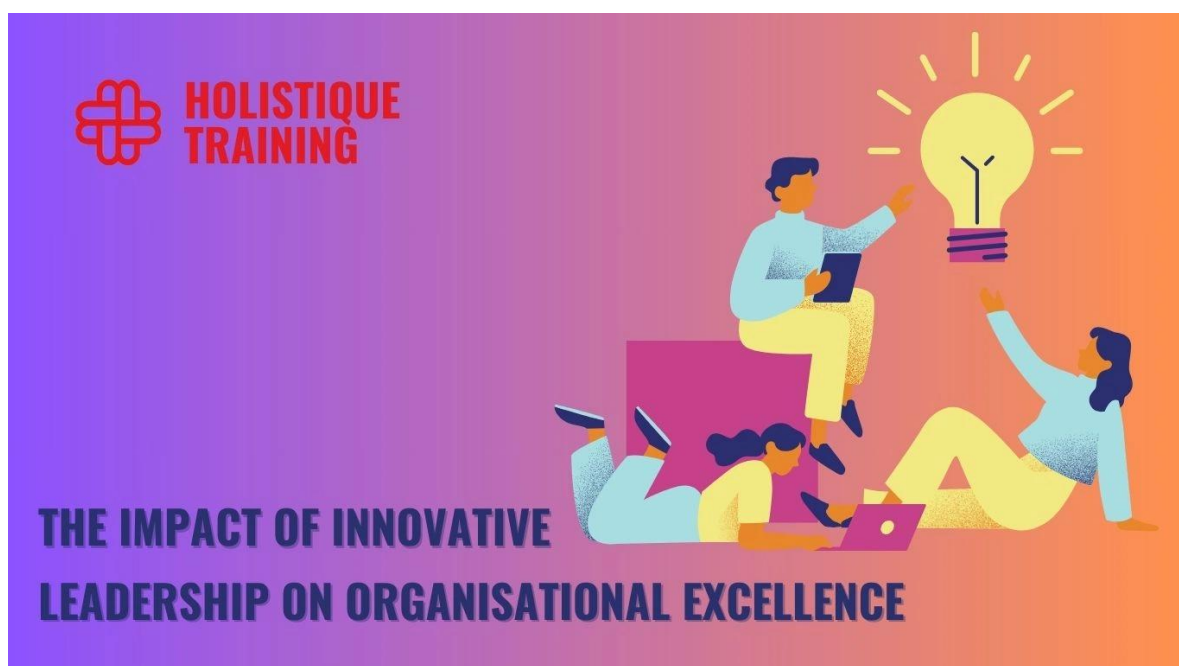 HOLISTIQUE
TRAINING
THE IMPACT OF INNOVATIVE
LEADERSHIP ON ORGANISATIONAL EXCELLENCE